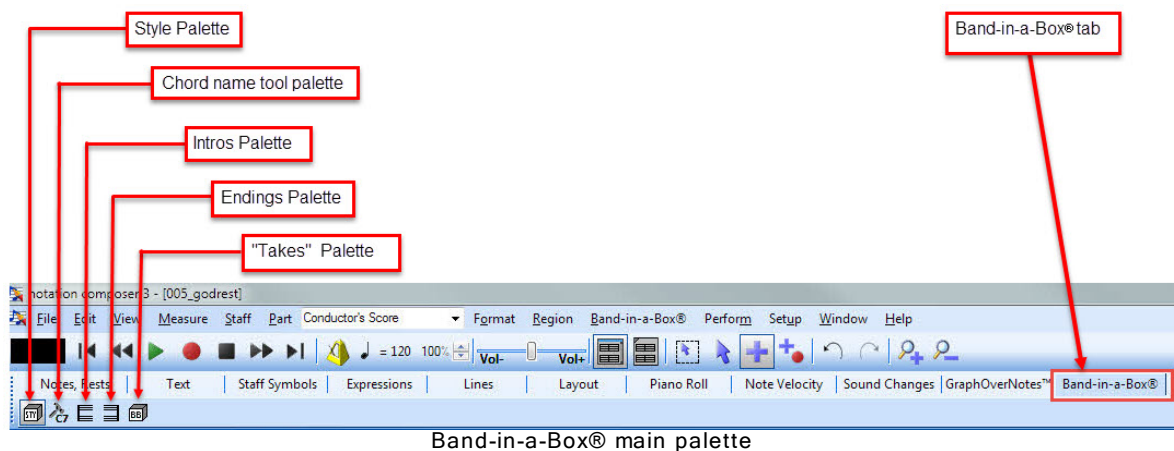 Style Palette
Band-in-a-Box® tab
Chord name tool palette
Intros Palette
Endings Palette
"Takes" Palette
notation composer 3 - [005_godrest]
File Edit View Measure Staff Part Conductor's Score Format Region Band-in-a-Box® Perform Setup Window Help
= 120 100% Vol- Vol+
Notes, Rests Text Staff Symbols Expressions Lines Layout Piano Roll Note Velocity Sound Changes GraphOverNotes™ Band-in-a-Box®
STY C7 BB
Band-in-a-Box® main palette